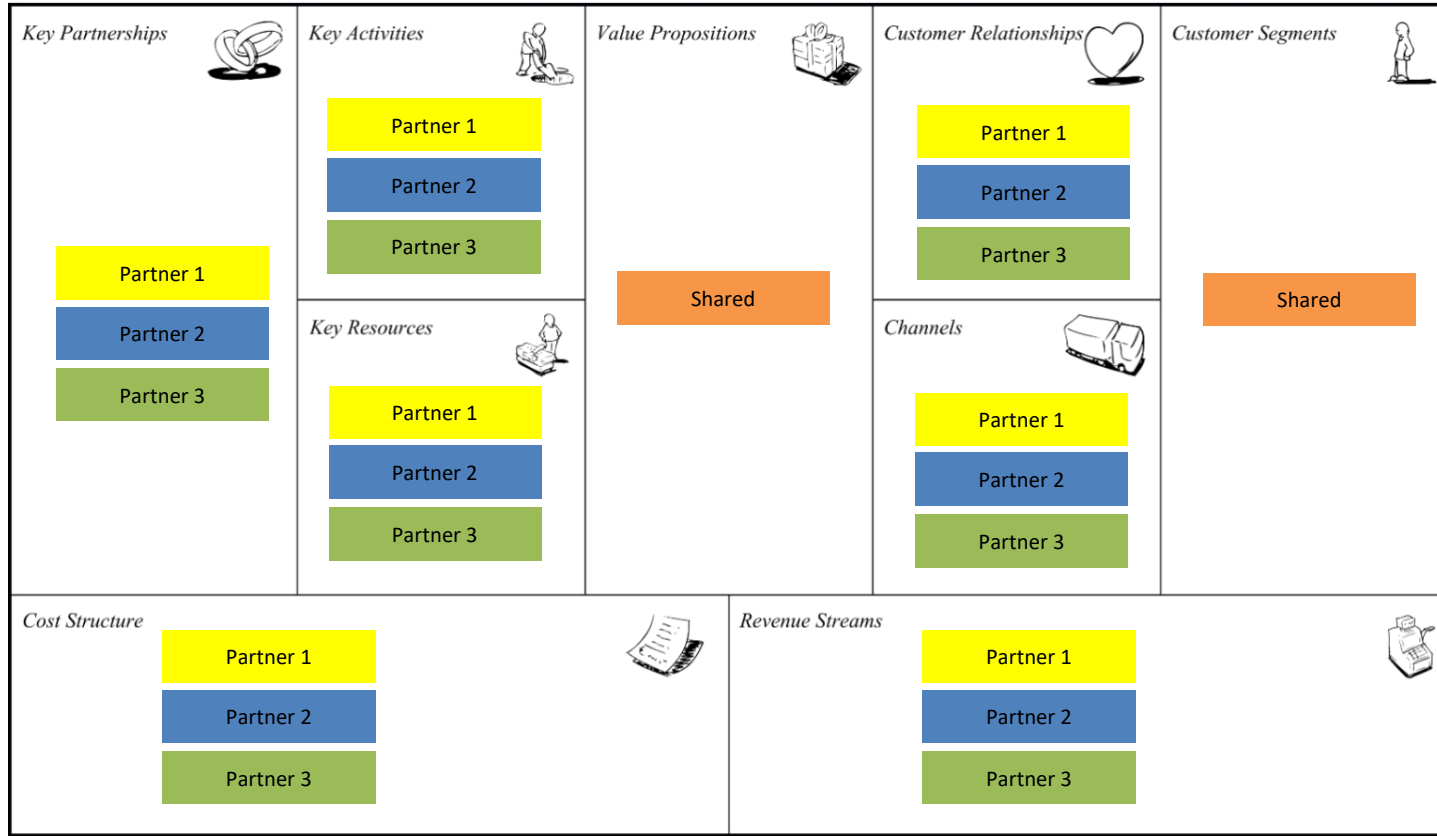 Key Partnerships
Partner 1
Partner 2
Partner 3
Key Activities
Partner 1
Partner 2
Partner 3
Key Resources
Partner 1
Partner 2
Partner 3
Value Propositions
Shared
Customer Relationships
Partner 1
Partner 2
Partner 3
Channels
Partner 1
Partner 2
Partner 3
Customer Segments
Shared
Cost Structure
Partner 1
Partner 2
Partner 3
Revenue Streams
Partner 1
Partner 2
Partner 3